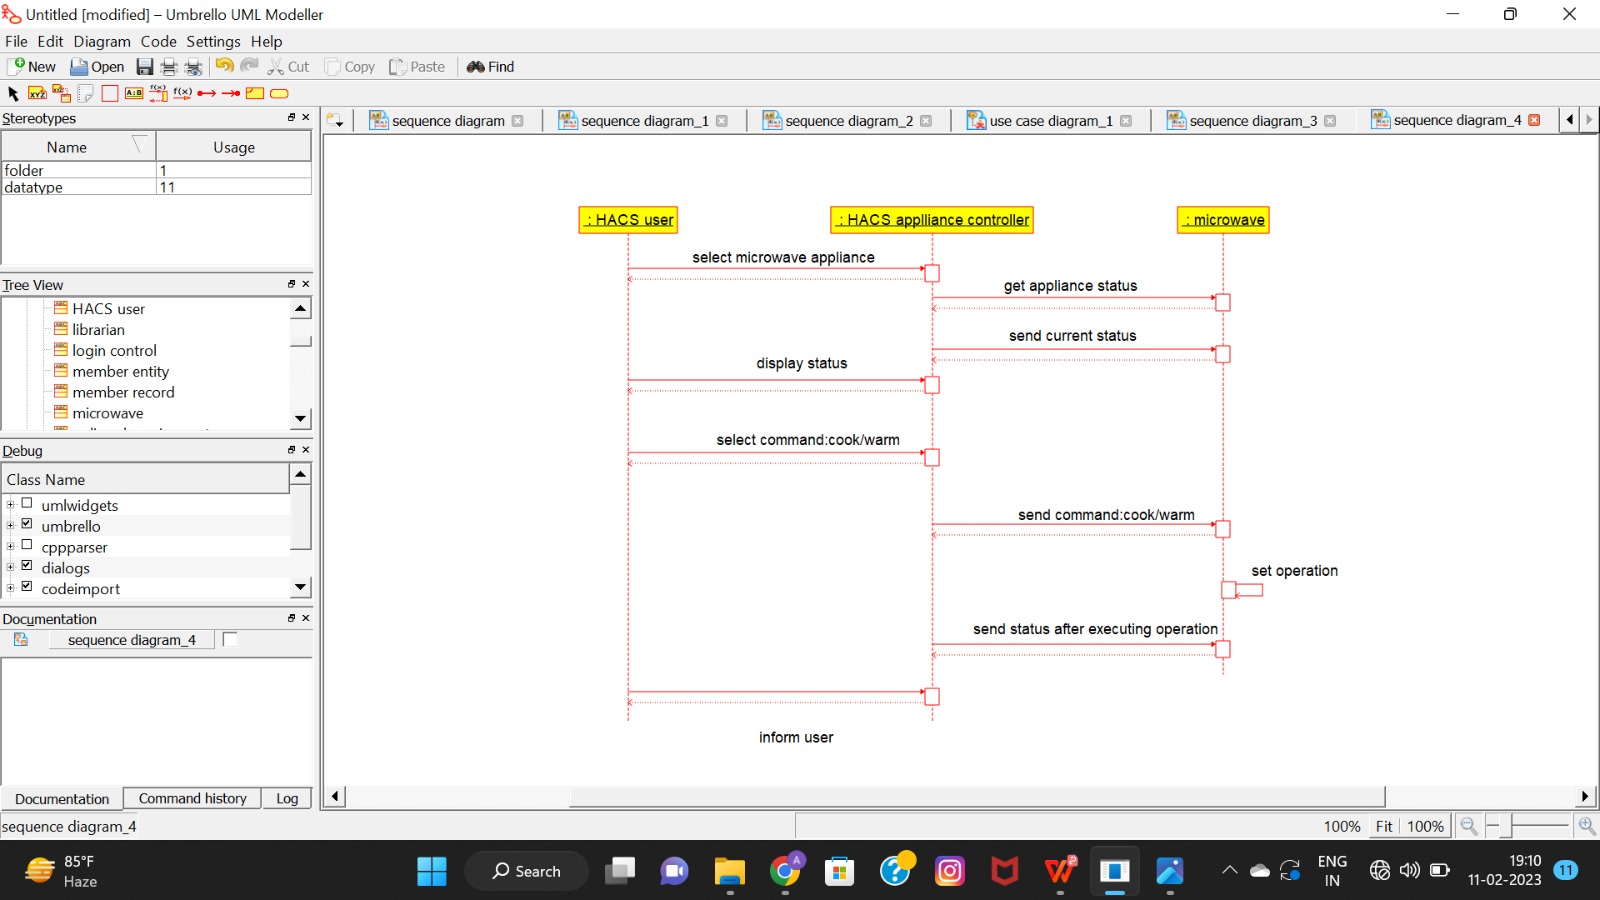 Untitled [modified] – Umbrello UML Modeller
File Edit Diagram Code Settings Help
New Open Cut Copy Paste Find
XYZ XYZ A:B f(x) f(x)
Stereotypes
Name Usage
folder 1
datatype 11
Tree View
HACS user
librarian
login control
member entity
member record
microwave
Debug
Class Name
umlwidgets
umbrello
cppparser
dialogs
codeimport
Documentation
sequence diagram_4
Documentation Command history Log
sequence diagram_4
sequence diagram sequence diagram_1 sequence diagram_2 use case diagram_1 sequence diagram_3 sequence diagram_4
: HACS user : HACS applliance controller : microwave
select microwave appliance
get appliance status
send current status
display status
select command:cook/warm
send command:cook/warm
set operation
send status after executing operation
inform user
100% Fit 100%
85°F
Haze
Search
A
ENG
IN
19:10
11-02-2023
11